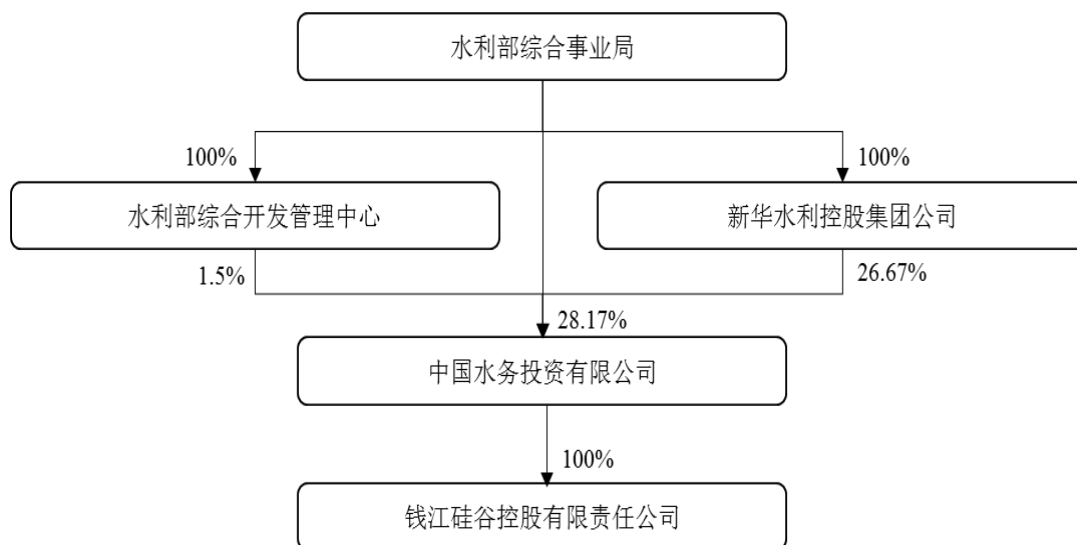 水利部综合事业局
100%
100%
水利部综合开发管理中心
新华水利控股集团公司
1.5%
26.67%
28.17%
中国水务投资有限公司
100%
钱江硅谷控股有限责任公司